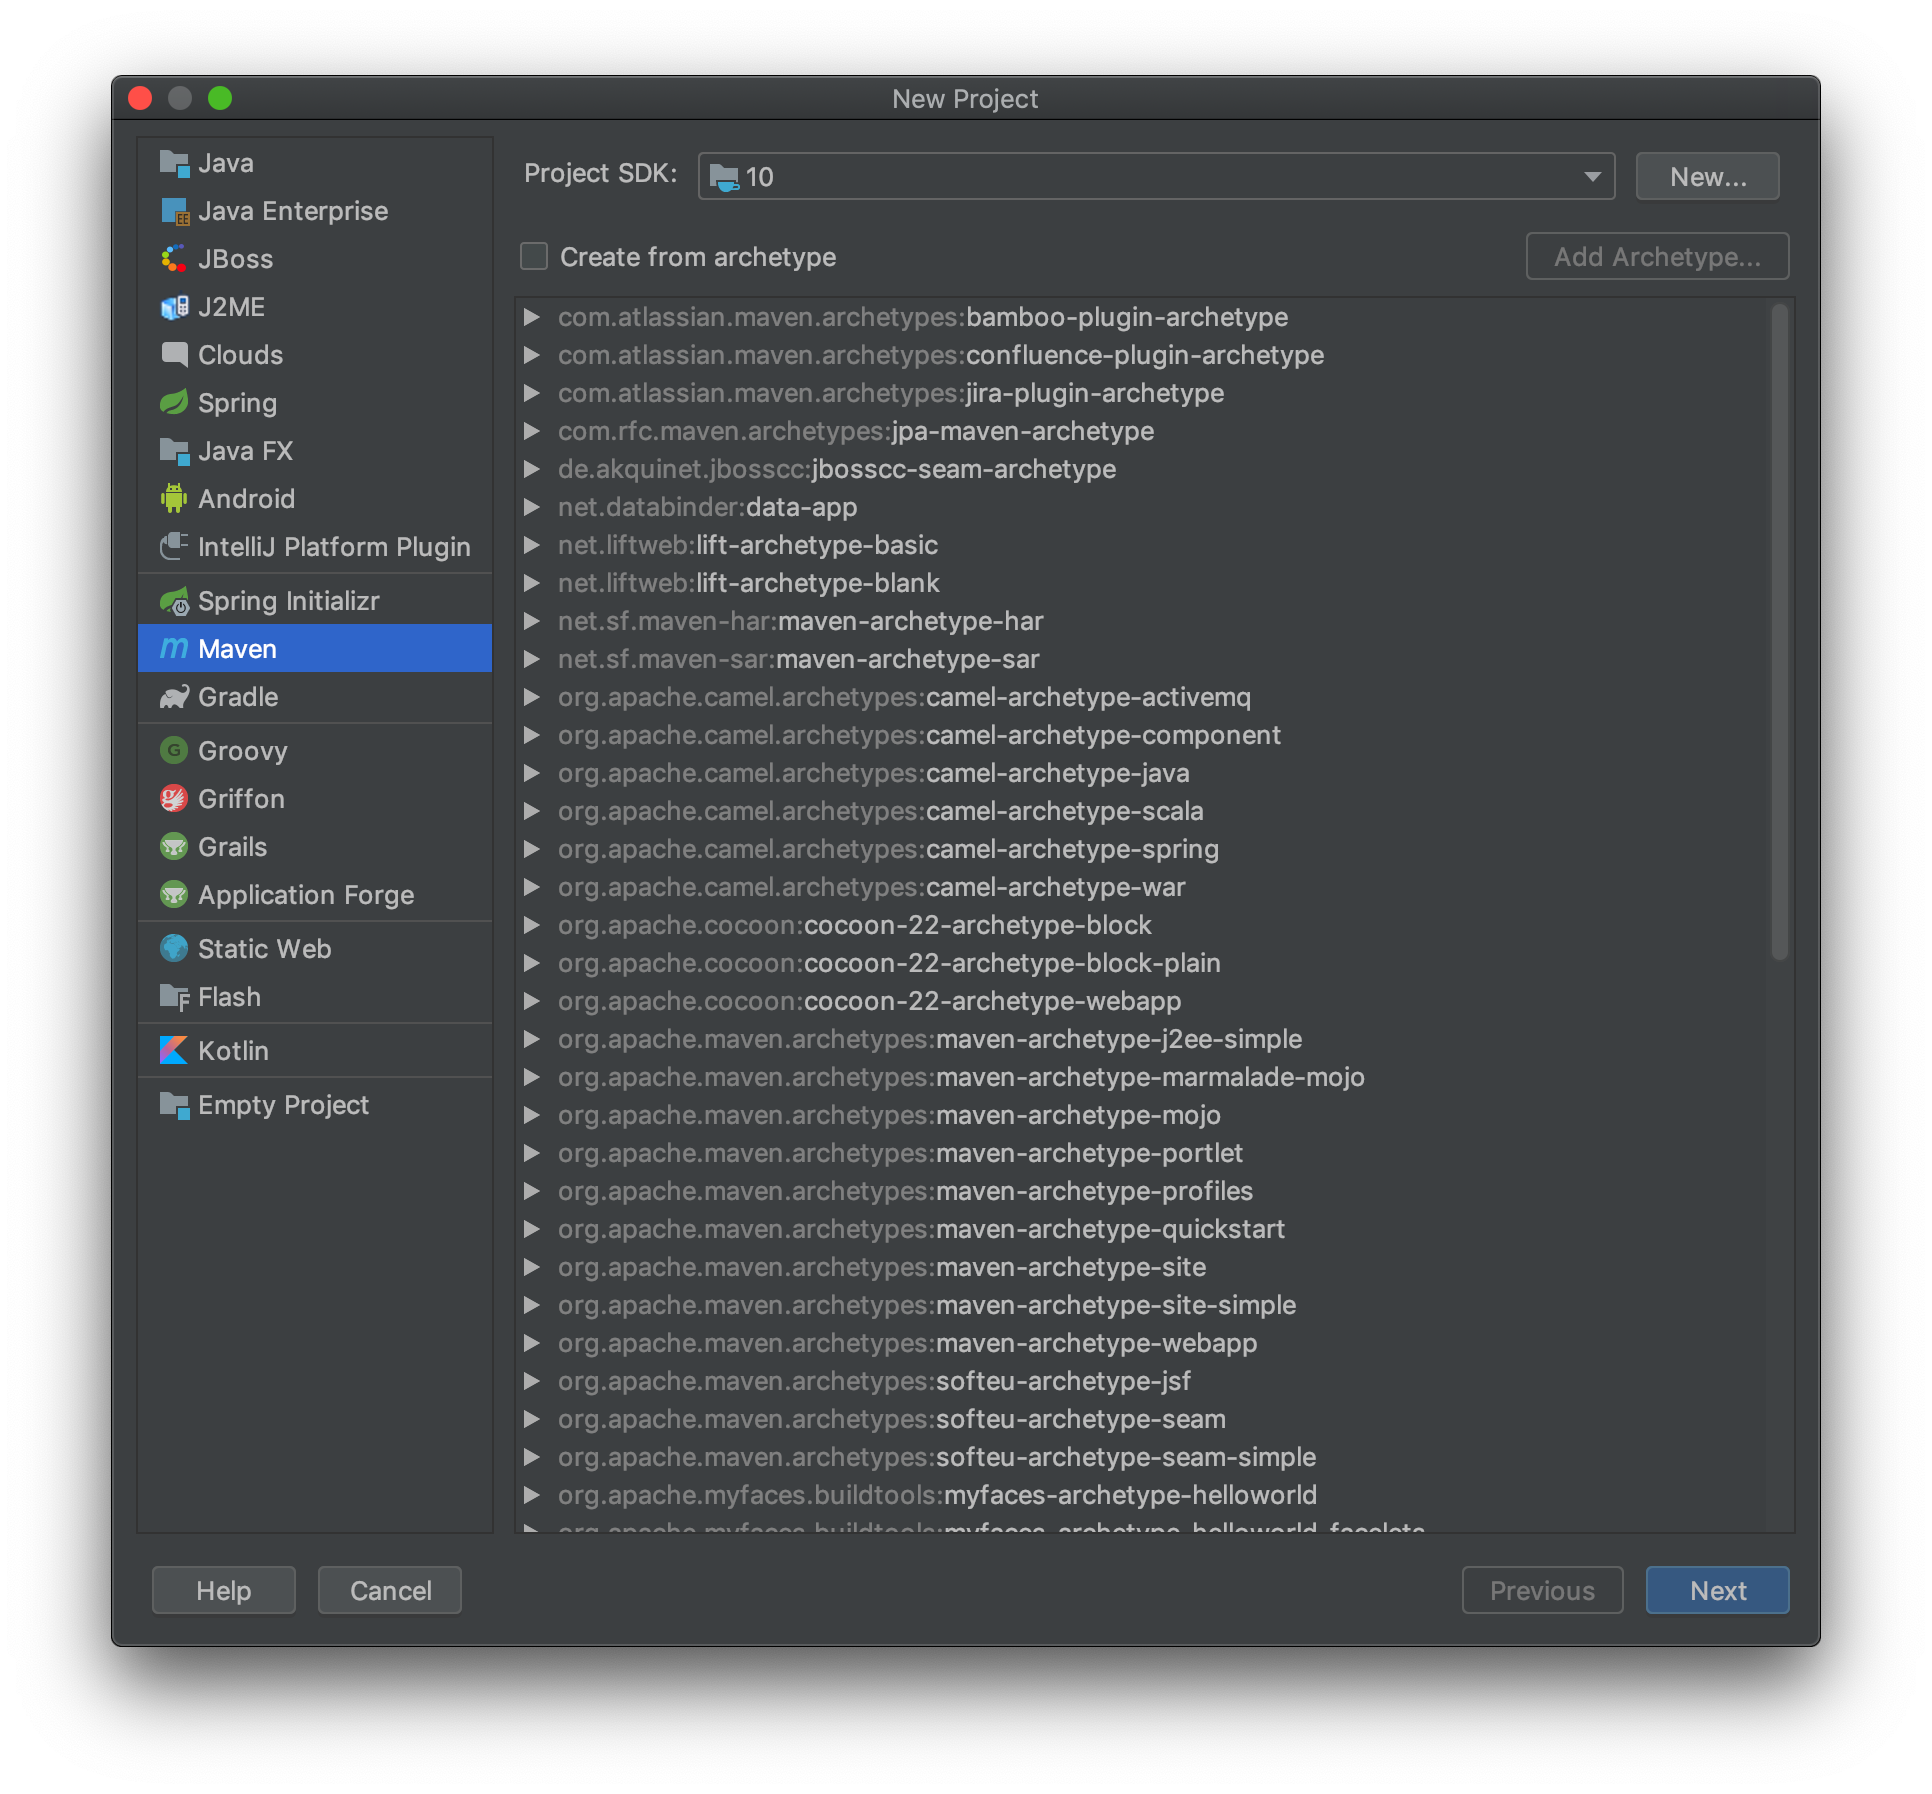 New Project
Java
Java Enterprise
JBoss
J2ME
Clouds
Spring
Java FX
Android
IntelliJ Platform Plugin
Spring Initializr
Maven
Gradle
Groovy
Griffon
Grails
Application Forge
Static Web
Flash
Kotlin
Empty Project
Project SDK: 10 New...
Create from archetype Add Archetype...
com.atlassian.maven.archetypes:bamboo-plugin-archetype
com.atlassian.maven.archetypes:confluence-plugin-archetype
com.atlassian.maven.archetypes:jira-plugin-archetype
com.rfc.maven.archetypes:jpa-maven-archetype
de.akquinet.jbosscc:jbosscc-seam-archetype
net.databinder:data-app
net.liftweb:lift-archetype-basic
net.liftweb:lift-archetype-blank
net.sf.maven-har:maven-archetype-har
net.sf.maven-sar:maven-archetype-sar
org.apache.camel.archetypes:camel-archetype-activemq
org.apache.camel.archetypes:camel-archetype-component
org.apache.camel.archetypes:camel-archetype-java
org.apache.camel.archetypes:camel-archetype-scala
org.apache.camel.archetypes:camel-archetype-spring
org.apache.camel.archetypes:camel-archetype-war
org.apache.cocoon:cocoon-22-archetype-block
org.apache.cocoon:cocoon-22-archetype-block-plain
org.apache.cocoon:cocoon-22-archetype-webapp
org.apache.maven.archetypes:maven-archetype-j2ee-simple
org.apache.maven.archetypes:maven-archetype-marmalade-mojo
org.apache.maven.archetypes:maven-archetype-mojo
org.apache.maven.archetypes:maven-archetype-portlet
org.apache.maven.archetypes:maven-archetype-profiles
org.apache.maven.archetypes:maven-archetype-quickstart
org.apache.maven.archetypes:maven-archetype-site
org.apache.maven.archetypes:maven-archetype-site-simple
org.apache.maven.archetypes:maven-archetype-webapp
org.apache.maven.archetypes:softeu-archetype-jsf
org.apache.maven.archetypes:softeu-archetype-seam
org.apache.maven.archetypes:softeu-archetype-seam-simple
org.apache.myfaces.buildtools:myfaces-archetype-helloworld
org.apache.myfaces.buildtools:myfaces-archetype-helloworld-facelets
Help Cancel Previous Next